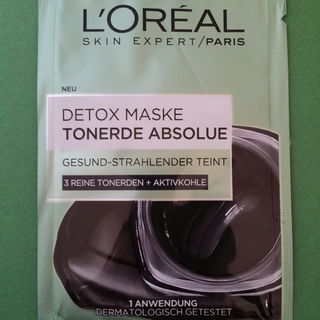 L'ORÉAL
SKIN EXPERT/PARIS
NEU
DETOX MASKE
TONERDE ABSOLUE
GESUND-STRAHLENDER TEINT
3 REINE TONERDEN + AKTIVKOHLE
1 ANWENDUNG
DERMATOLOGISCH GETESTET